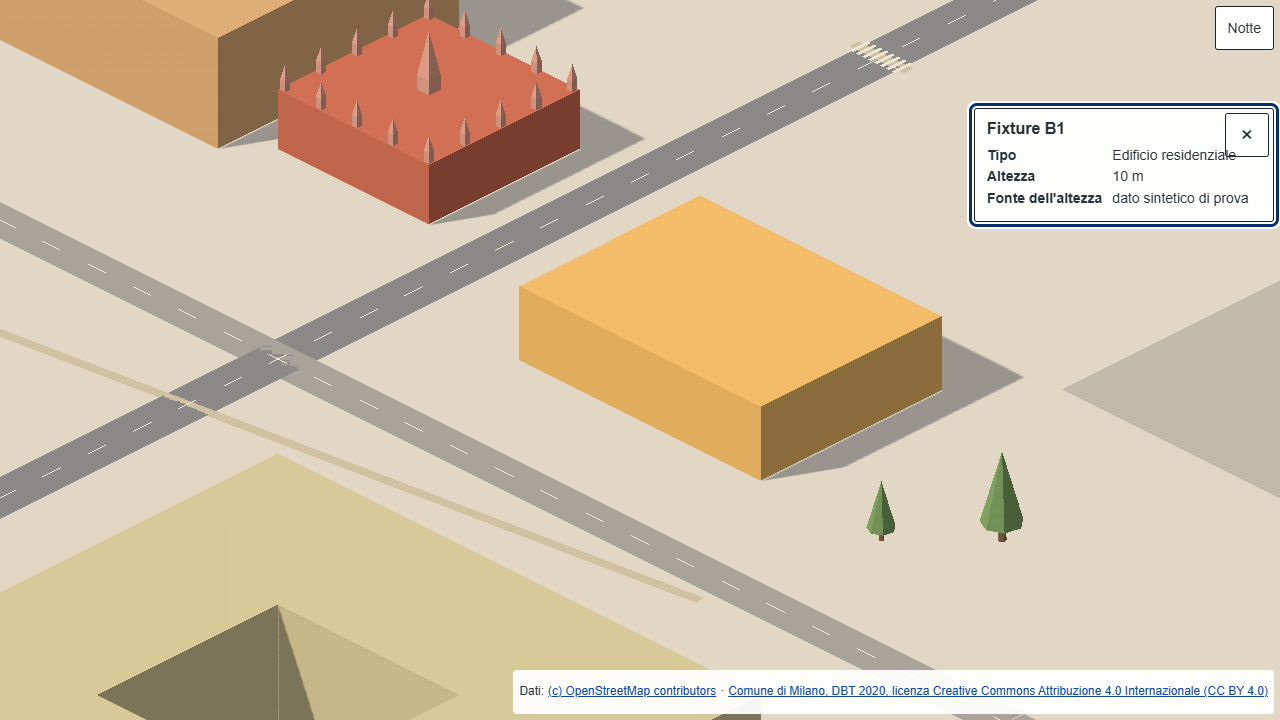 Notte
Fixture B1
✕
Tipo Edificio residenziale
Altezza 10 m
Fonte dell'altezza dato sintetico di prova
Dati: (c) OpenStreetMap contributors · Comune di Milano, DBT 2020, licenza Creative Commons Attribuzione 4.0 Internazionale (CC BY 4.0)